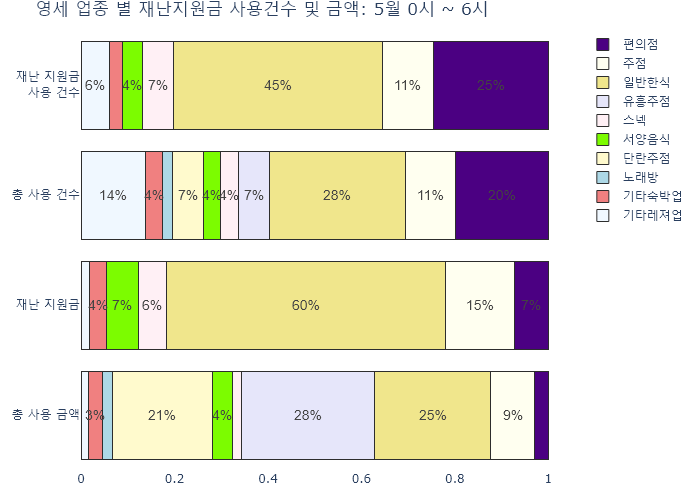 영세 업종 별 재난지원금 사용건수 및 금액: 5월 0시 ~ 6시
재난 지원금
사용 건수
6% 4% 7% 45% 11% 25%
총 사용 건수
14% 4% 7% 4% 4% 7% 28% 11% 20%
재난 지원금
4% 7% 6% 60% 15% 7%
총 사용 금액
3% 21% 4% 28% 25% 9%
0 0.2 0.4 0.6 0.8 1
편의점
주점
일반한식
유흥주점
스넥
서양음식
단란주점
노래방
기타숙박업
기타레져업